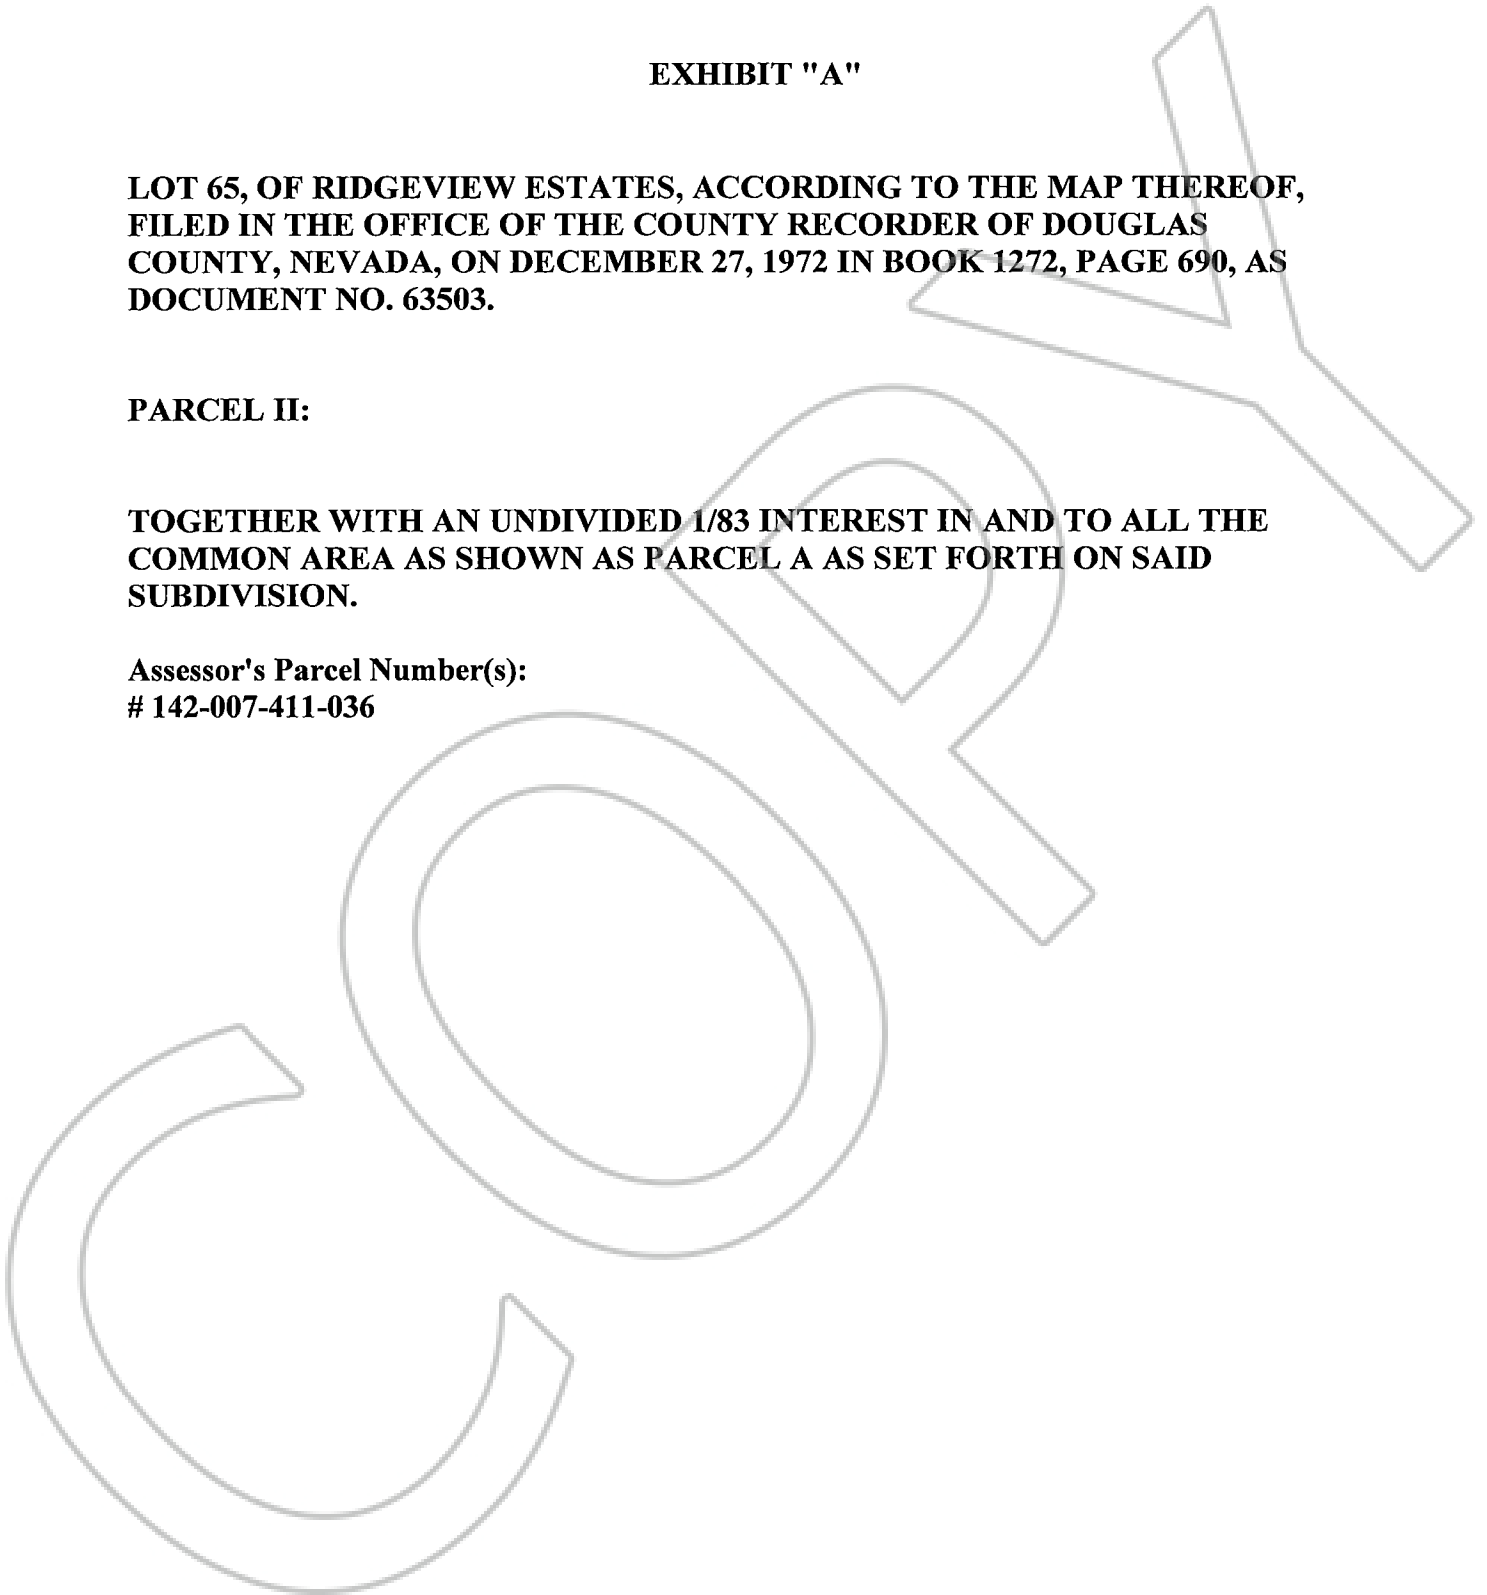 EXHIBIT "A"
LOT 65, OF RIDGEVIEW ESTATES, ACCORDING TO THE MAP THEREOF,
FILED IN THE OFFICE OF THE COUNTY RECORDER OF DOUGLAS
COUNTY, NEVADA, ON DECEMBER 27, 1972 IN BOOK 1272, PAGE 690, AS
DOCUMENT NO. 63503.
PARCEL II:
TOGETHER WITH AN UNDIVIDED 1/83 INTEREST IN AND TO ALL THE
COMMON AREA AS SHOWN AS PARCEL A AS SET FORTH ON SAID
SUBDIVISION.
Assessor's Parcel Number(s):
# 142-007-411-036
COPY